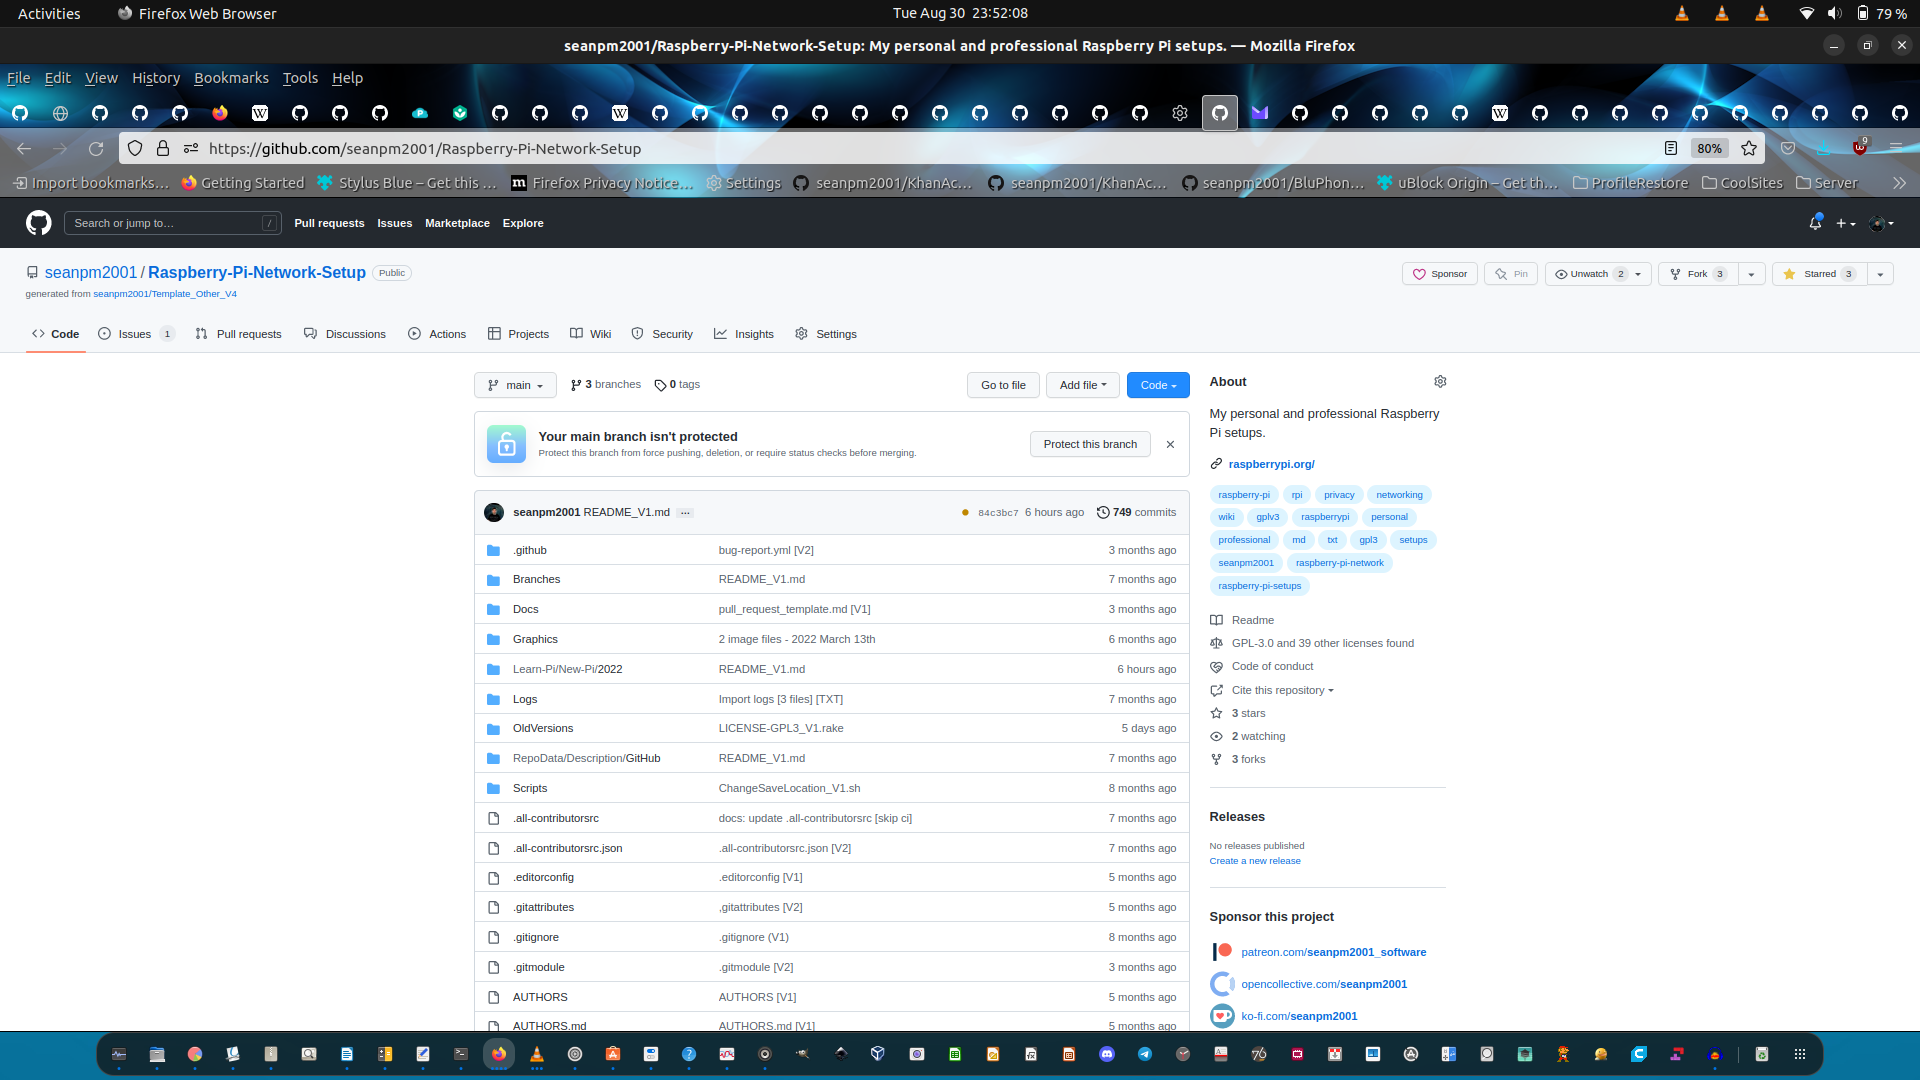 Activities
Firefox Web Browser
Tue Aug 30 23:52:08
79 %
seanpm2001/Raspberry-Pi-Network-Setup: My personal and professional Raspberry Pi setups. — Mozilla Firefox
File Edit View History Bookmarks Tools Help
https://github.com/seanpm2001/Raspberry-Pi-Network-Setup
80%
9
Import bookmarks…
Getting Started
Stylus Blue – Get this …
Firefox Privacy Notice…
Settings
seanpm2001/KhanAc…
seanpm2001/KhanAc…
seanpm2001/BluPhon…
uBlock Origin – Get th…
ProfileRestore
CoolSites
Server
Search or jump to…
/
Pull requests
Issues
Marketplace
Explore
seanpm2001 / Raspberry-Pi-Network-Setup
Public
generated from seanpm2001/Template_Other_V4
Sponsor
Pin
Unwatch 2
Fork 3
Starred 3
Code
Issues 1
Pull requests
Discussions
Actions
Projects
Wiki
Security
Insights
Settings
main
3 branches
0 tags
Go to file
Add file
Code
Your main branch isn't protected
Protect this branch from force pushing, deletion, or require status checks before merging.
Protect this branch
seanpm2001 README_V1.md ...
84c3bc7 6 hours ago
749 commits
.github bug-report.yml [V2] 3 months ago
Branches README_V1.md 7 months ago
Docs pull_request_template.md [V1] 3 months ago
Graphics 2 image files - 2022 March 13th 6 months ago
Learn-Pi/New-Pi/2022 README_V1.md 6 hours ago
Logs Import logs [3 files] [TXT] 7 months ago
OldVersions LICENSE-GPL3_V1.rake 5 days ago
RepoData/Description/GitHub README_V1.md 7 months ago
Scripts ChangeSaveLocation_V1.sh 8 months ago
.all-contributorsrc docs: update .all-contributorsrc [skip ci] 7 months ago
.all-contributorsrc.json .all-contributorsrc.json [V2] 7 months ago
.editorconfig .editorconfig [V1] 5 months ago
.gitattributes ,gitattributes [V2] 5 months ago
.gitignore .gitignore (V1) 8 months ago
.gitmodule .gitmodule [V2] 3 months ago
AUTHORS AUTHORS [V1] 5 months ago
AUTHORS.md AUTHORS.md [V1] 5 months ago
About
My personal and professional Raspberry
Pi setups.
raspberrypi.org/
raspberry-pi rpi privacy networking
wiki gplv3 raspberrypi personal
professional md txt gpl3 setups
seanpm2001 raspberry-pi-network
raspberry-pi-setups
Readme
GPL-3.0 and 39 other licenses found
Code of conduct
Cite this repository
3 stars
2 watching
3 forks
Releases
No releases published
Create a new release
Sponsor this project
patreon.com/seanpm2001_software
opencollective.com/seanpm2001
ko-fi.com/seanpm2001